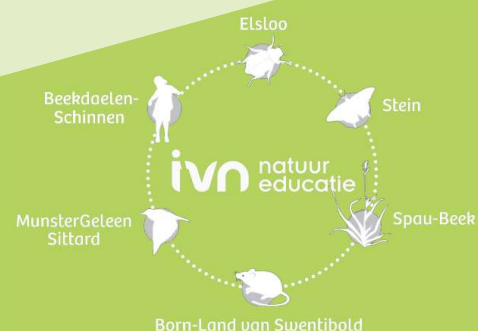 Elsloo
Beekdaelen-
Schinnen
Stein
ivn natuur
educatie
MunsterGeleen
Sittard
Spau-Beek
Born-Land van Swentibold